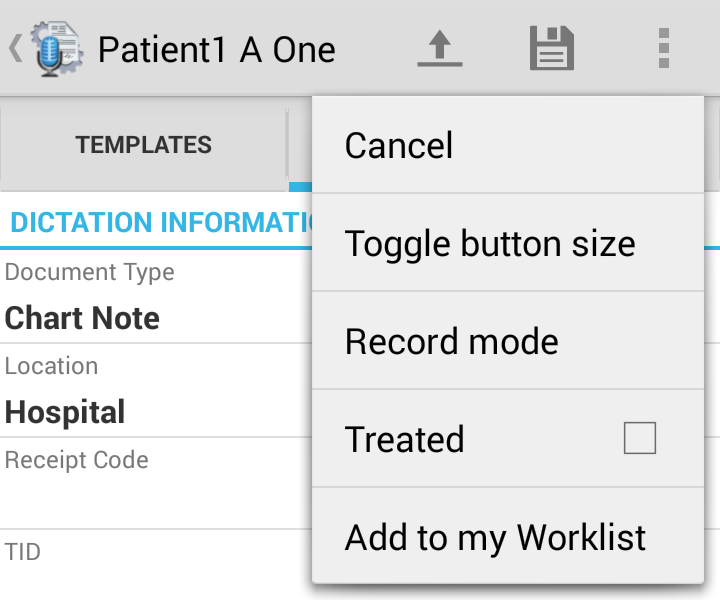 Patient1 A One
TEMPLATES
DICTATION INFORMATI
Document Type
Chart Note
Location
Hospital
Receipt Code
TID
Cancel
Toggle button size
Record mode
Treated
Add to my Worklist